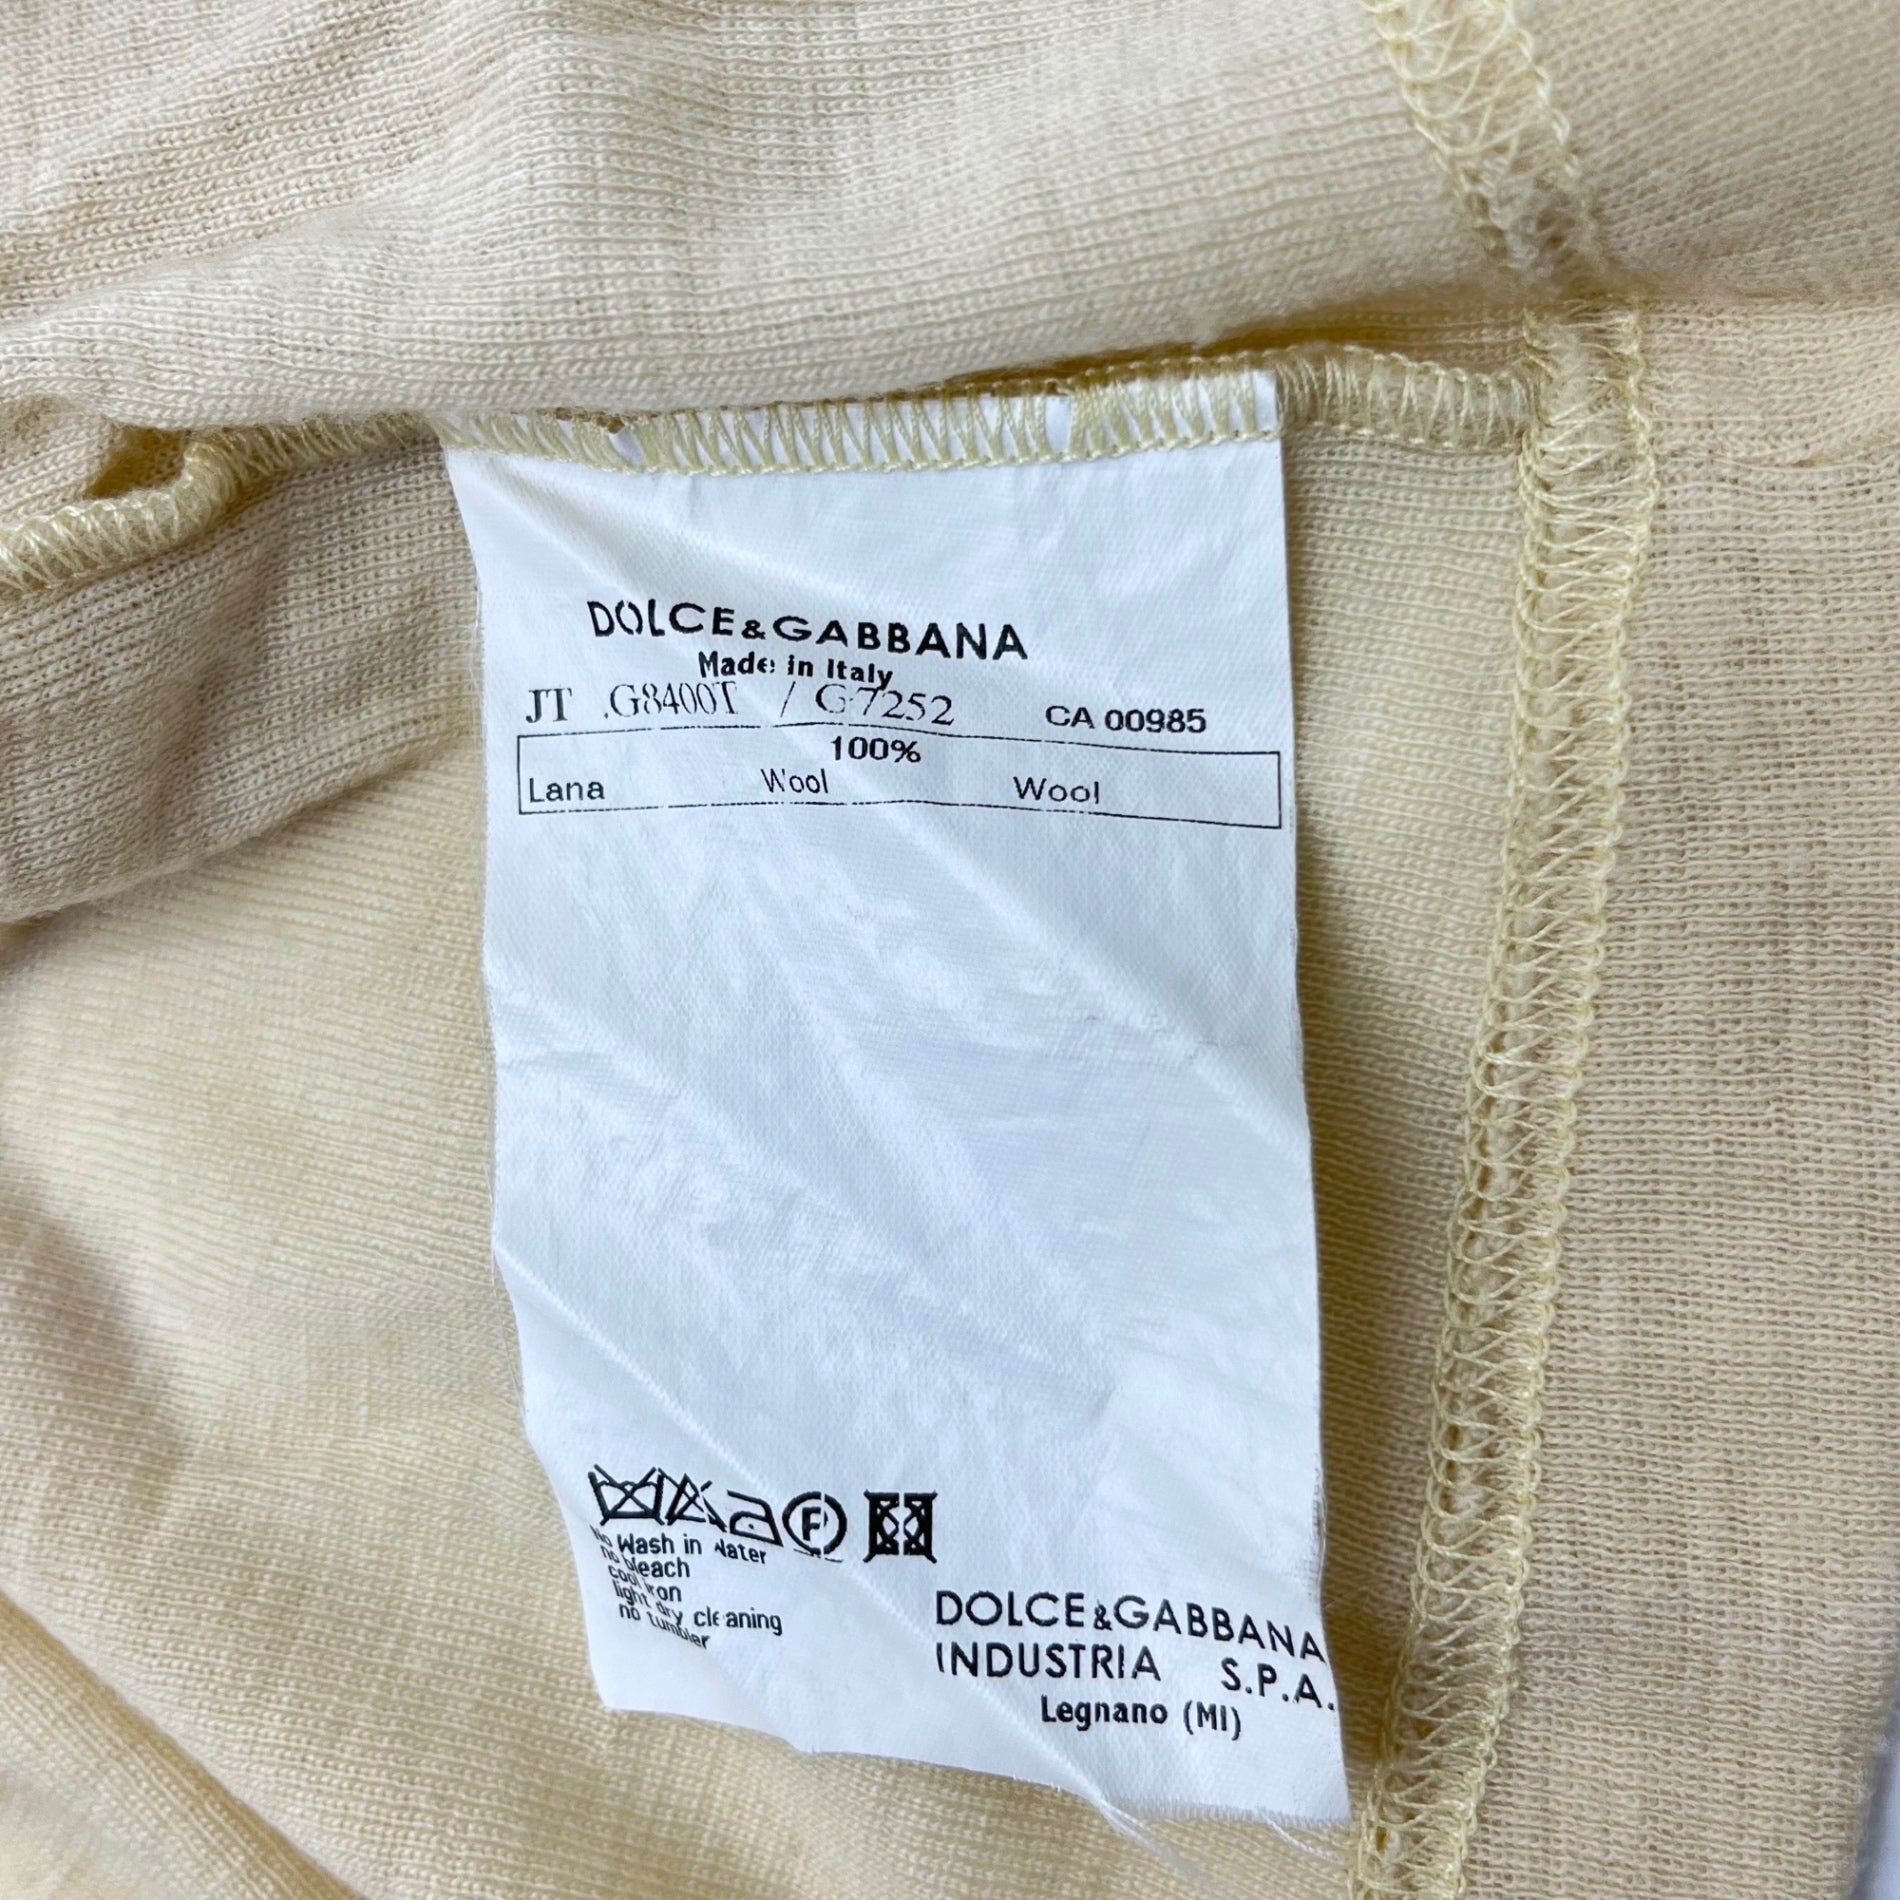 DOLCE&GABBANA
Made in Italy
JT .G8400T / G7252 CA 00985
100%
Lana Wool Wool
No Wash in Water
no bleach
cool iron
light dry cleaning
no tumbler
DOLCE&GABBANA
INDUSTRIA S.P.A.
Legnano (MI)